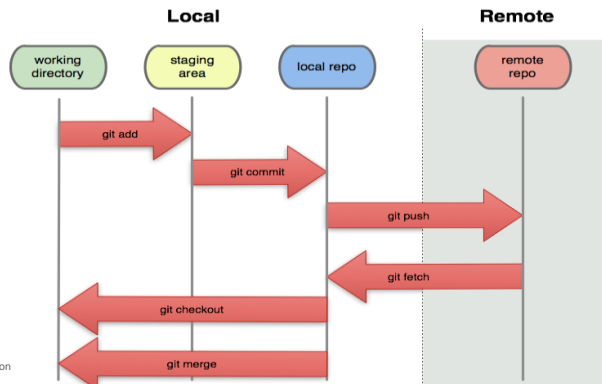 Local
Remote
working
directory
staging
area
local repo
remote
repo
git add
git commit
git push
git fetch
git checkout
git merge
on